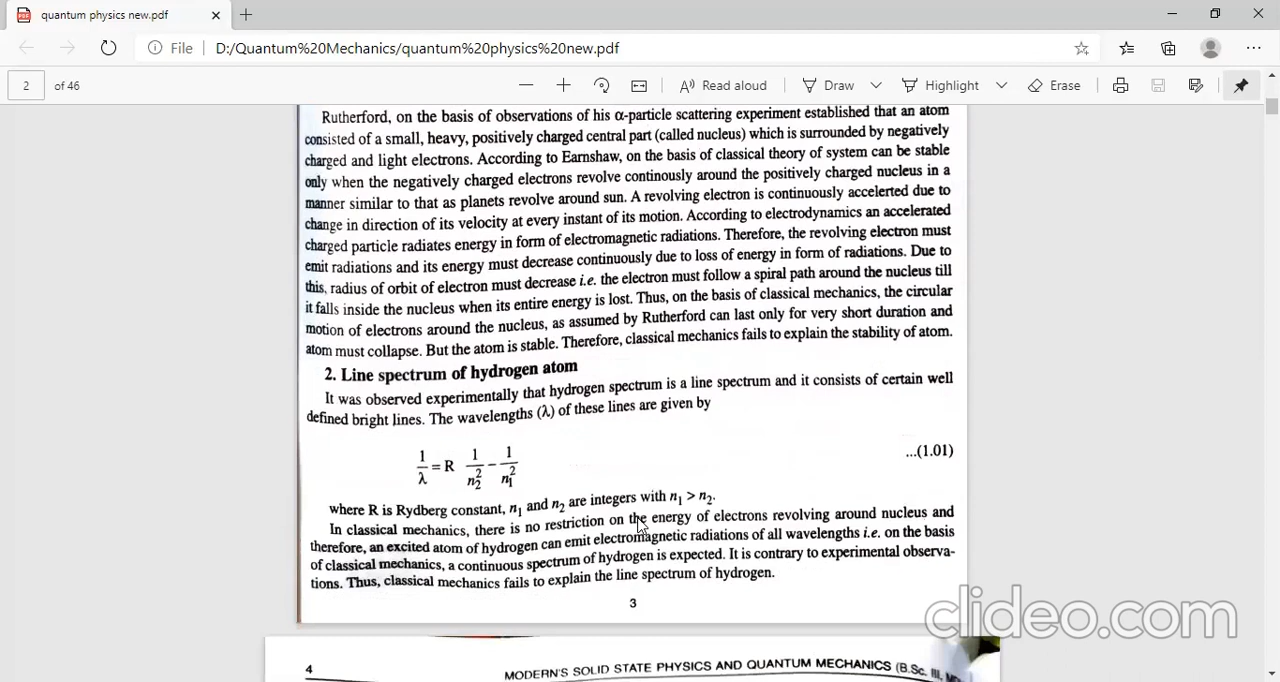 quantum physics new.pdf
File D:/Quantum%20Mechanics/quantum%20physics%20new.pdf
2 of 46 Read aloud Draw Highlight Erase
Rutherford, on the basis of observations of his α-particle scattering experiment established that an atom
consisted of a small, heavy, positively charged central part (called nucleus) which is surrounded by negatively
charged and light electrons. According to Earnshaw, on the basis of classical theory of system can be stable
only when the negatively charged electrons revolve continously around the positively charged nucleus in a
manner similar to that as planets revolve around sun. A revolving electron is continuously accelerted due to
change in direction of its velocity at every instant of its motion. According to electrodynamics an accelerated
charged particle radiates energy in form of electromagnetic radiations. Therefore, the revolving electron must
emit radiations and its energy must decrease continuously due to loss of energy in form of radiations. Due to
this, radius of orbit of electron must decrease i.e. the electron must follow a spiral path around the nucleus till
it falls inside the nucleus when its entire energy is lost. Thus, on the basis of classical mechanics, the circular
motion of electrons around the nucleus, as assumed by Rutherford can last only for very short duration and
atom must collapse. But the atom is stable. Therefore, classical mechanics fails to explain the stability of atom.
2. Line spectrum of hydrogen atom
It was observed experimentally that hydrogen spectrum is a line spectrum and it consists of certain well
defined bright lines. The wavelengths (λ) of these lines are given by
1/λ = R 1/n₂² − 1/n₁² ...(1.01)
where R is Rydberg constant, n₁ and n₂ are integers with n₁ > n₂.
In classical mechanics, there is no restriction on the energy of electrons revolving around nucleus and
therefore, an excited atom of hydrogen can emit electromagnetic radiations of all wavelengths i.e. on the basis
of classical mechanics, a continuous spectrum of hydrogen is expected. It is contrary to experimental observa-
tions. Thus, classical mechanics fails to explain the line spectrum of hydrogen.
3
clideo.com
4 MODERN'S SOLID STATE PHYSICS AND QUANTUM MECHANICS (B.Sc. III,